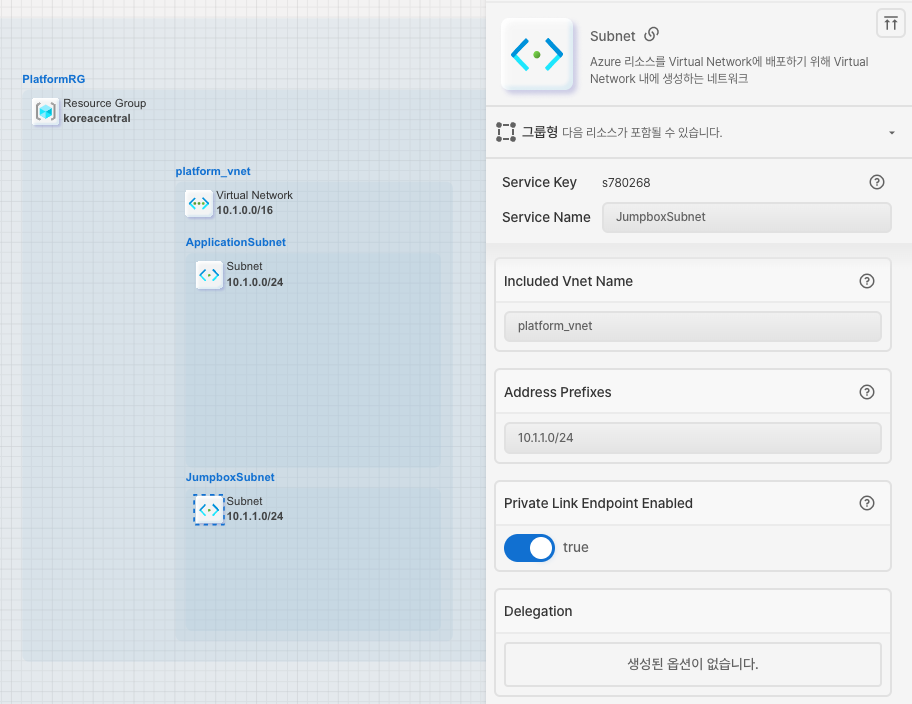 PlatformRG
Resource Group
koreacentral
platform_vnet
Virtual Network
10.1.0.0/16
ApplicationSubnet
Subnet
10.1.0.0/24
JumpboxSubnet
Subnet
10.1.1.0/24
Subnet
Azure 리소스를 Virtual Network에 배포하기 위해 Virtual
Network 내에 생성하는 네트워크
그룹형 다음 리소스가 포함될 수 있습니다.
Service Key s780268
Service Name JumpboxSubnet
Included Vnet Name
platform_vnet
Address Prefixes
10.1.1.0/24
Private Link Endpoint Enabled
true
Delegation
생성된 옵션이 없습니다.